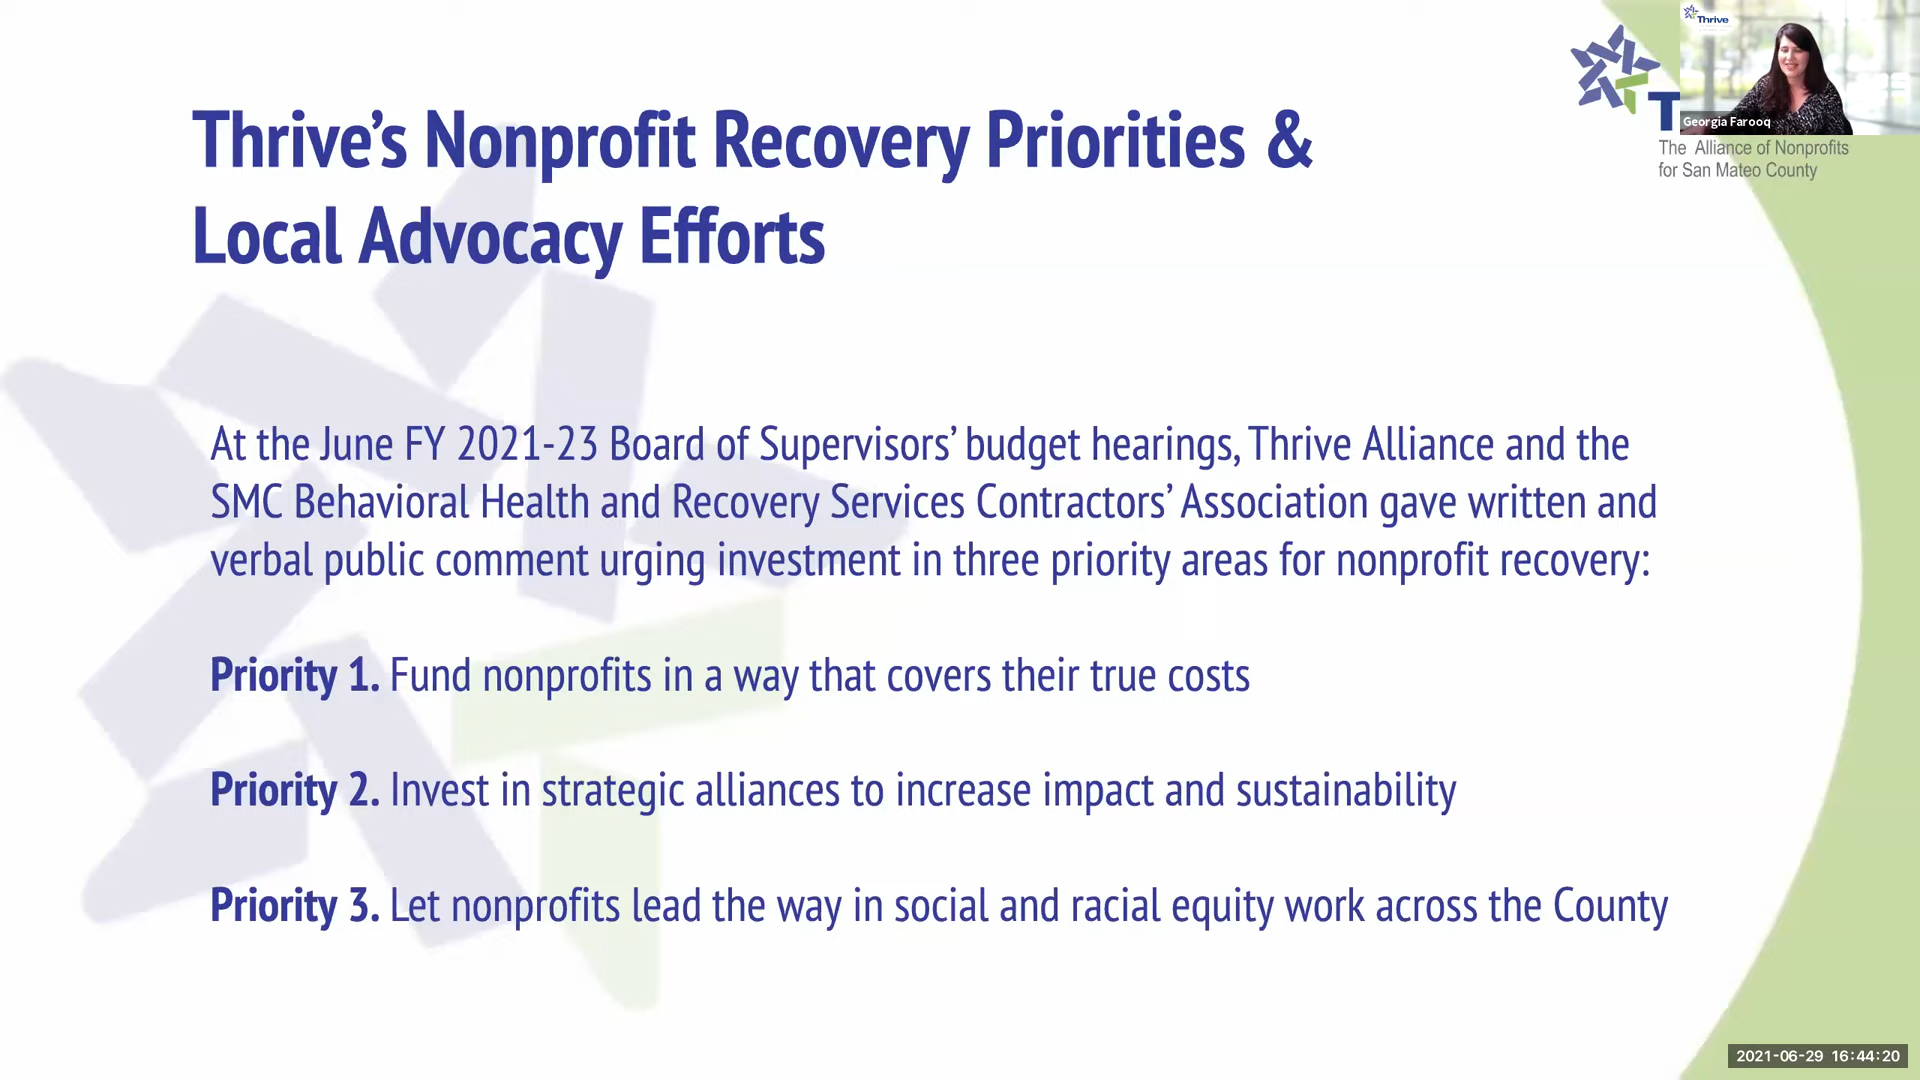 Thrive’s Nonprofit Recovery Priorities &
Local Advocacy Efforts
Thrive
Georgia Farooq
T
The Alliance of Nonprofits
for San Mateo County
At the June FY 2021-23 Board of Supervisors’ budget hearings, Thrive Alliance and the
SMC Behavioral Health and Recovery Services Contractors’ Association gave written and
verbal public comment urging investment in three priority areas for nonprofit recovery:
Priority 1. Fund nonprofits in a way that covers their true costs
Priority 2. Invest in strategic alliances to increase impact and sustainability
Priority 3. Let nonprofits lead the way in social and racial equity work across the County
2021-06-29 16:44:20